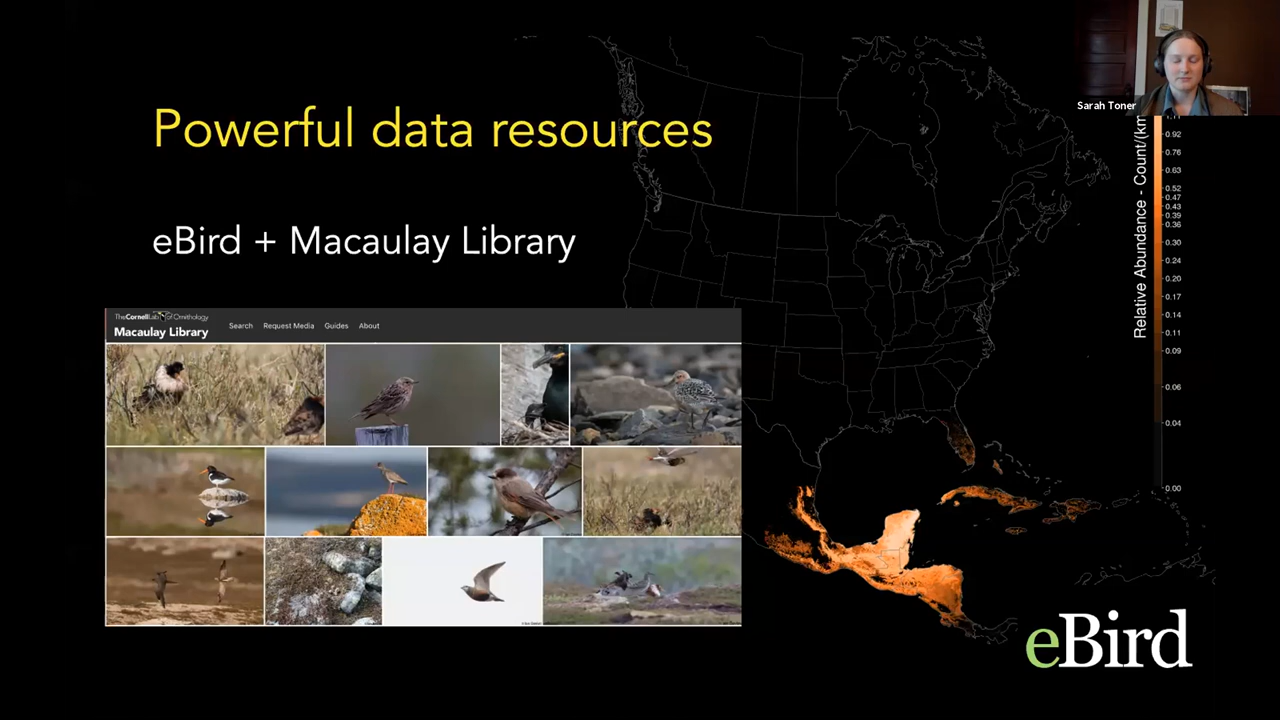 Powerful data resources
eBird + Macaulay Library
TheCornellLab of Ornithology
Macaulay Library
Search
Request Media
Guides
About
Sarah Toner
Relative Abundance - Count/(km
0.92
0.76
0.63
0.52
0.47
0.43
0.39
0.36
0.30
0.24
0.20
0.17
0.14
0.11
0.09
0.06
0.04
0.00
eBird